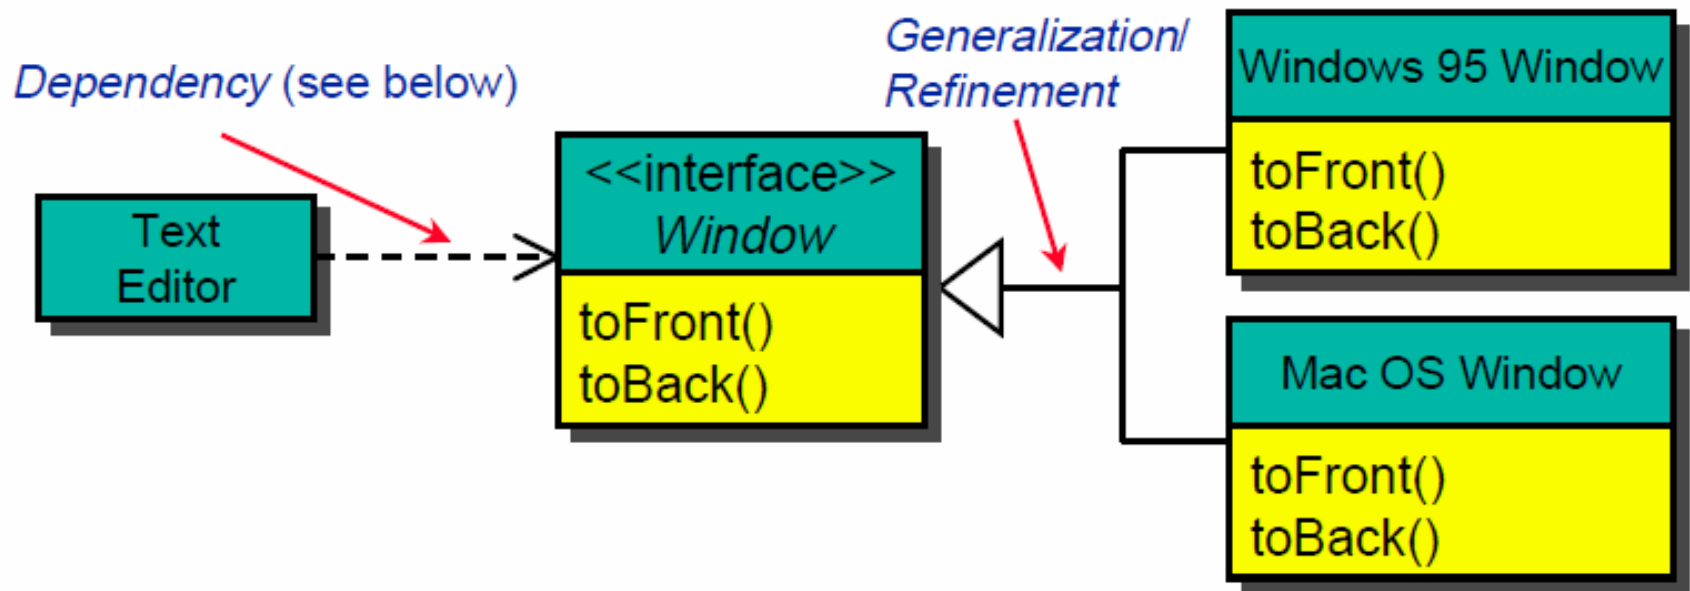 Dependency (see below)
Text
Editor
<<interface>>
Window
toFront()
toBack()
Generalization/
Refinement
Windows 95 Window
toFront()
toBack()
Mac OS Window
toFront()
toBack()